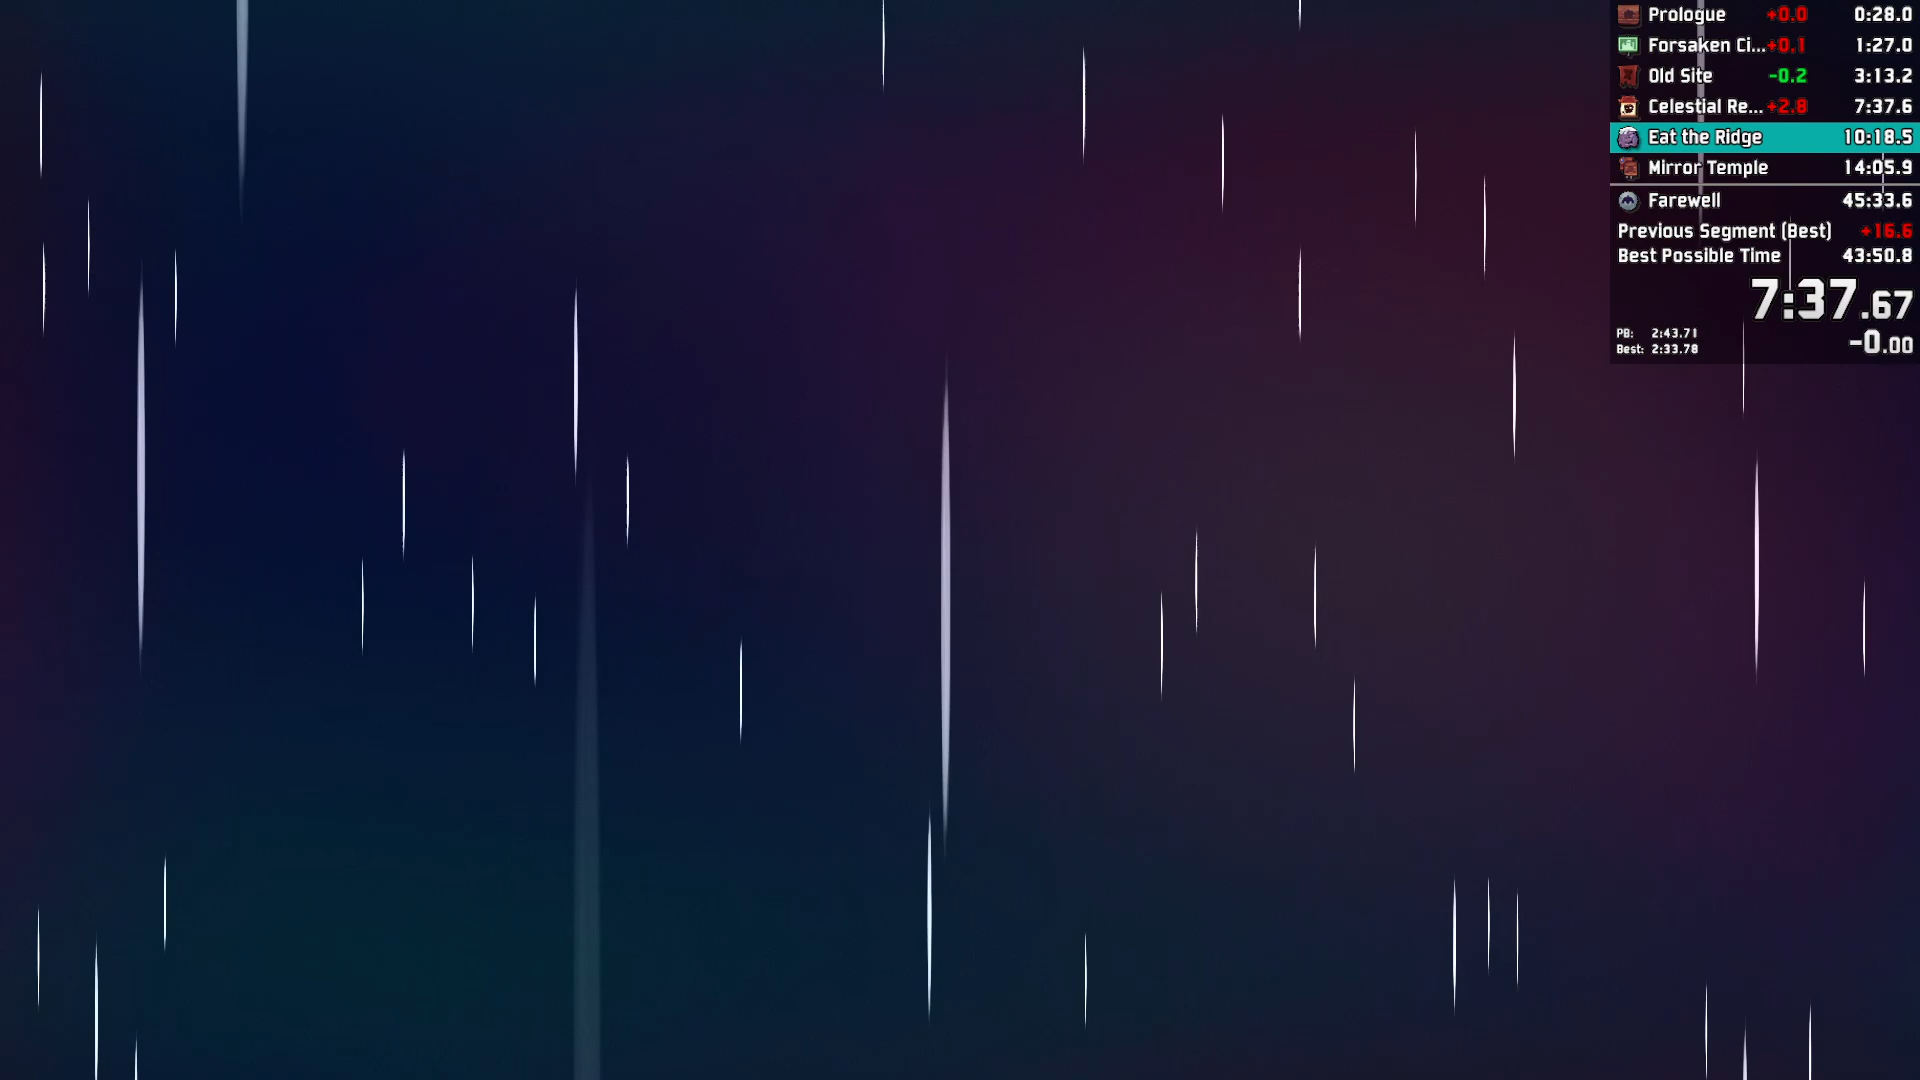 Prologue +0.0 0:28.0
Forsaken Ci... +0.1 1:27.0
Old Site -0.2 3:13.2
Celestial Re... +2.8 7:37.6
Eat the Ridge 10:18.5
Mirror Temple 14:05.9
Farewell 45:33.6
Previous Segment (Best) +16.6
Best Possible Time 43:50.8
7:37.67
PB: 2:43.71
Best: 2:33.78
-0.00